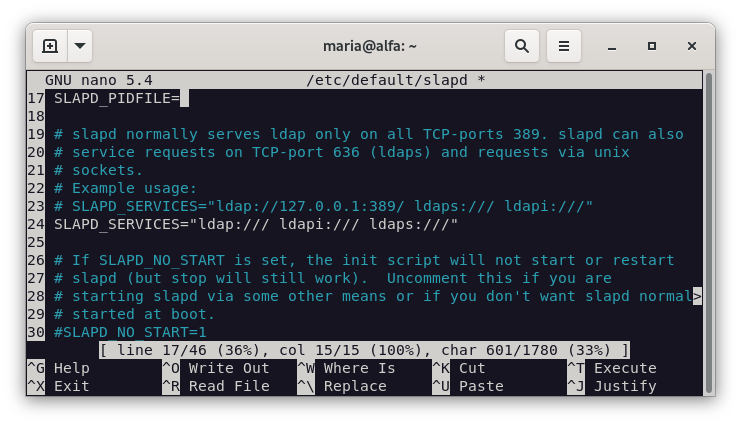 maria@alfa: ~
GNU nano 5.4 /etc/default/slapd *
17 SLAPD_PIDFILE=
18
19 # slapd normally serves ldap only on all TCP-ports 389. slapd can also
20 # service requests on TCP-port 636 (ldaps) and requests via unix
21 # sockets.
22 # Example usage:
23 # SLAPD_SERVICES="ldap://127.0.0.1:389/ ldaps:/// ldapi:///"
24 SLAPD_SERVICES="ldap:/// ldapi:/// ldaps:///"
25
26 # If SLAPD_NO_START is set, the init script will not start or restart
27 # slapd (but stop will still work).  Uncomment this if you are
28 # starting slapd via some other means or if you don't want slapd normal>
29 # started at boot.
30 #SLAPD_NO_START=1
[ line 17/46 (36%), col 15/15 (100%), char 601/1780 (33%) ]
^G Help ^O Write Out ^W Where Is ^K Cut ^T Execute
^X Exit ^R Read File ^\ Replace ^U Paste ^J Justify